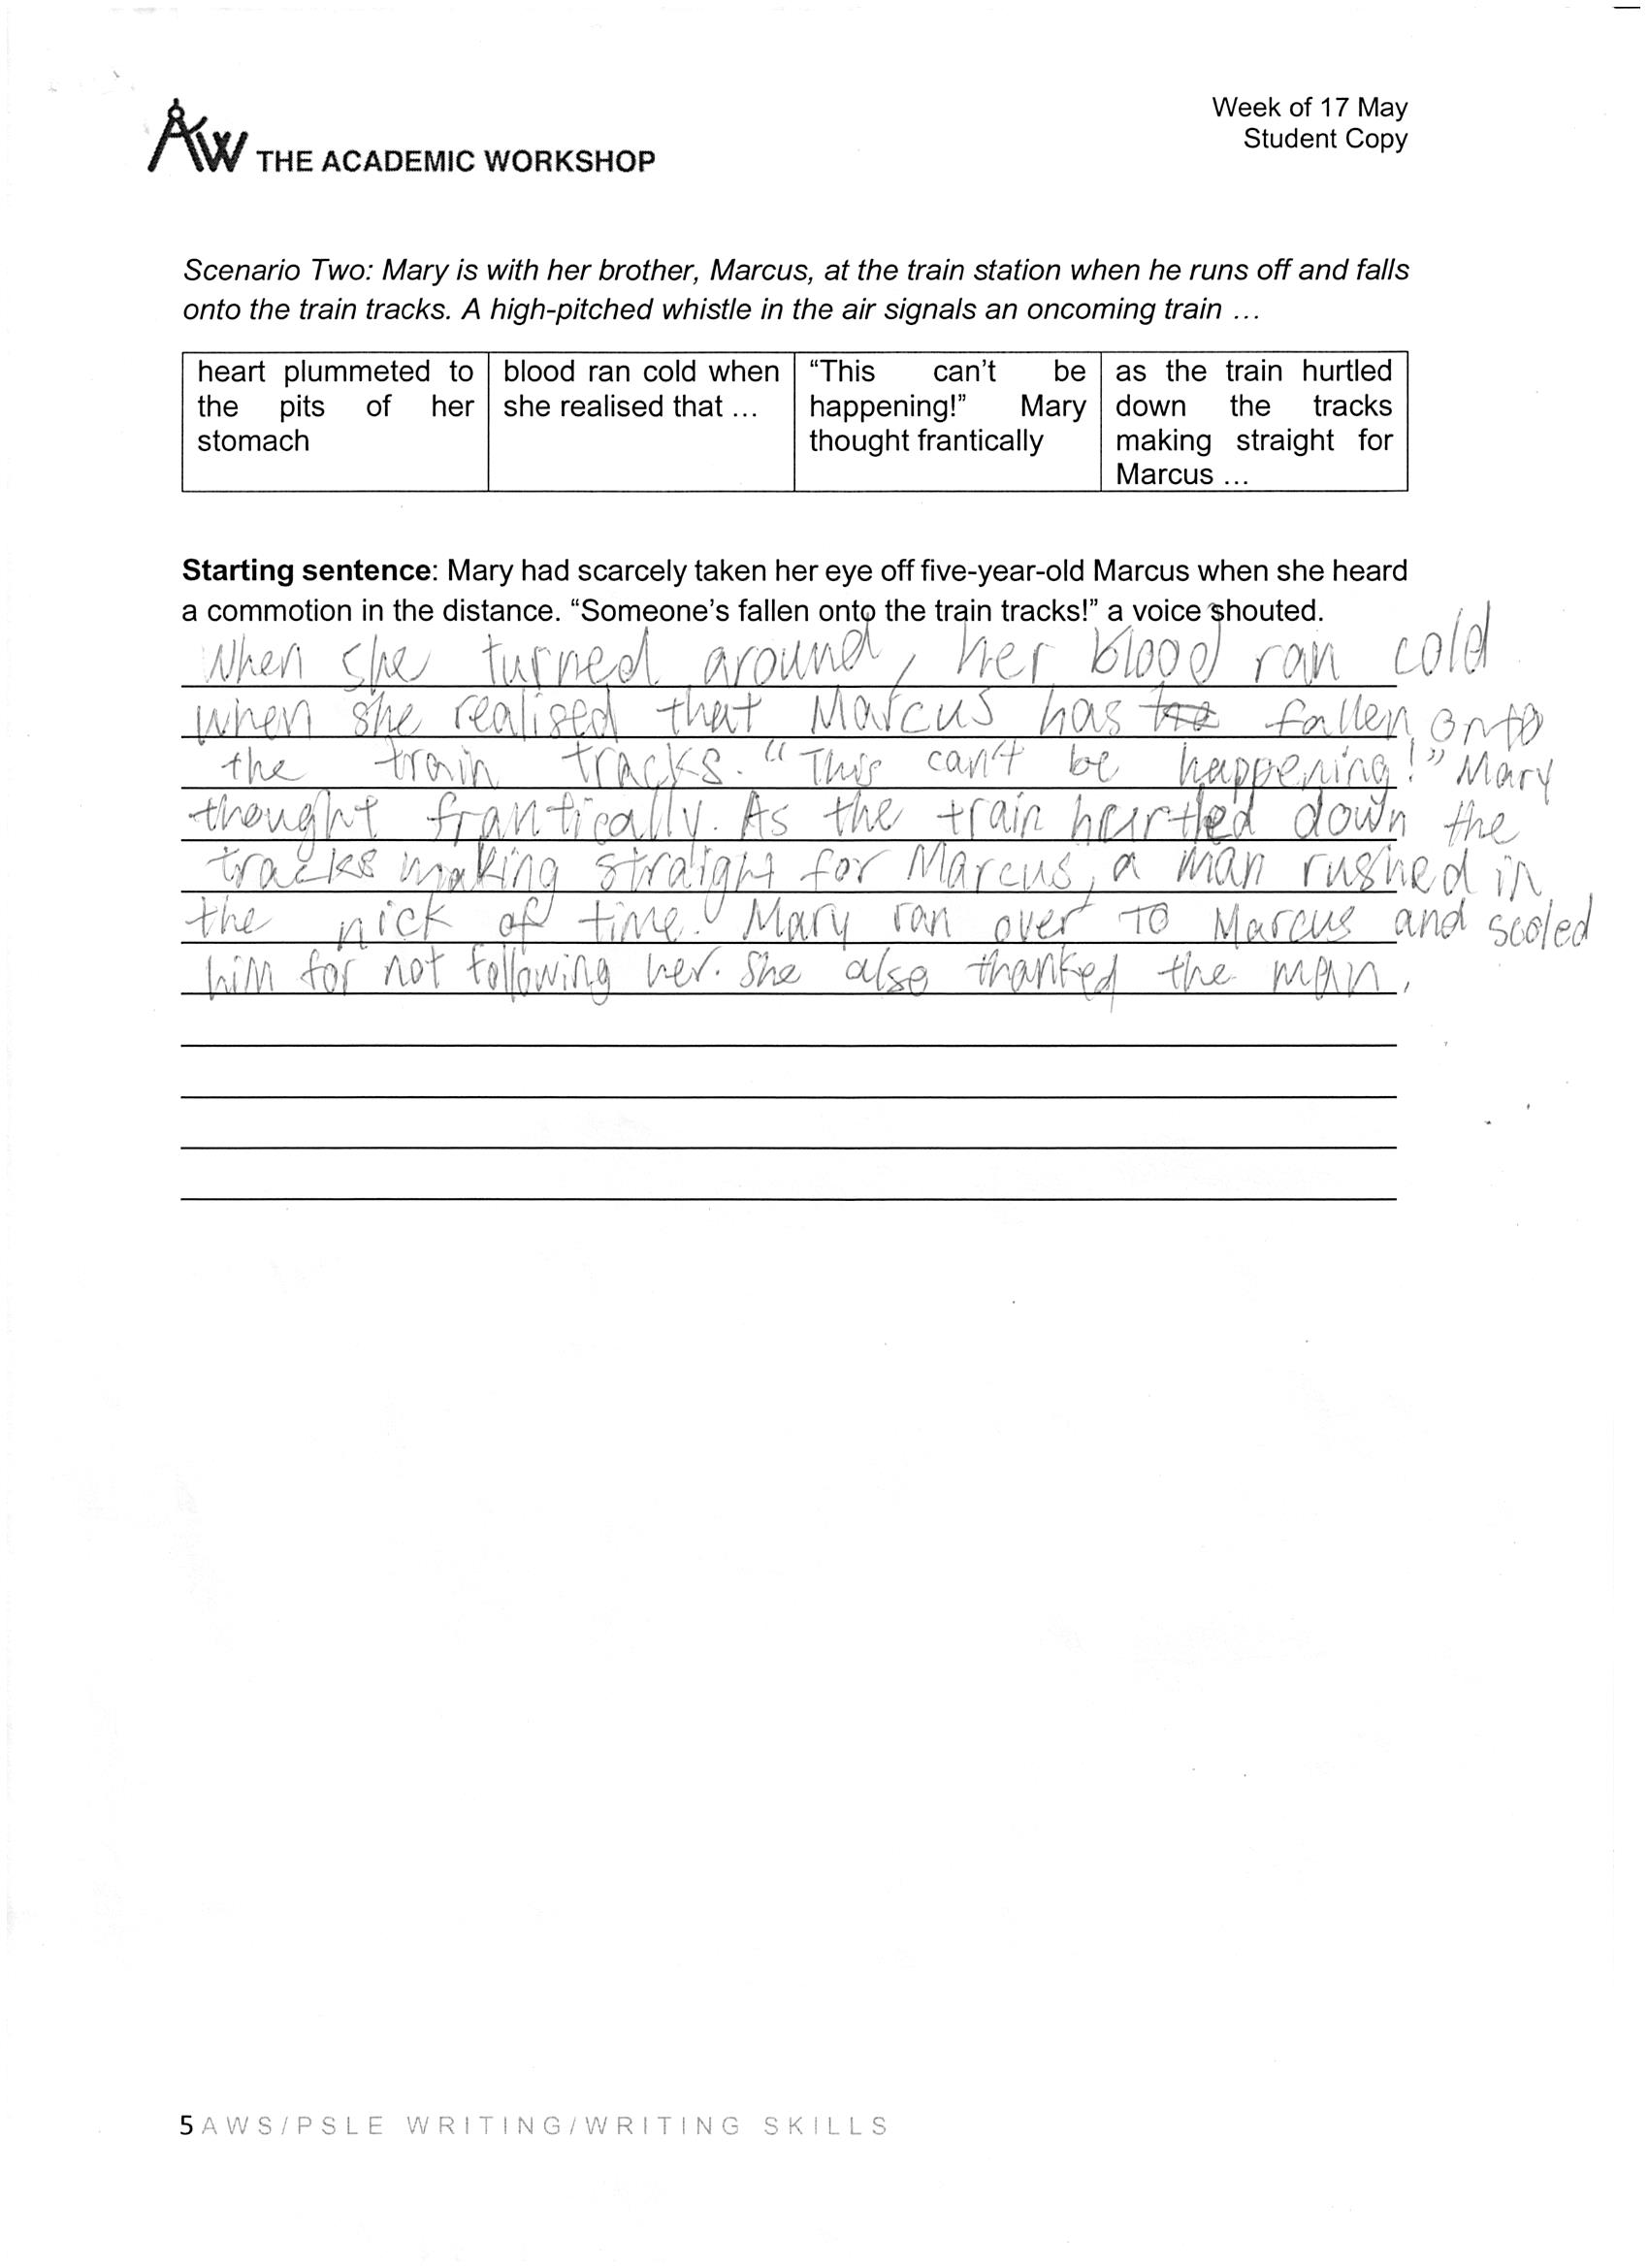 Week of 17 May
Student Copy
AW THE ACADEMIC WORKSHOP
Scenario Two: Mary is with her brother, Marcus, at the train station when he runs off and falls
onto the train tracks. A high-pitched whistle in the air signals an oncoming train ...
heart plummeted to the pits of her stomach
blood ran cold when she realised that ...
“This can’t be happening!” Mary thought frantically
as the train hurtled down the tracks making straight for Marcus ...
Starting sentence: Mary had scarcely taken her eye off five-year-old Marcus when she heard
a commotion in the distance. “Someone’s fallen onto the train tracks!” a voice shouted.
When she turned around, her blood ran cold
when she realised that Marcus has fallen onto
the train tracks. “This can't be happening!” Mary
thought frantically. As the train hurtled down the
tracks making straight for Marcus, a man rushed in
the nick of time. Mary ran over to Marcus and scoled
him for not following her. She also thanked the man.
5AWS/PSLE WRITING/WRITING SKILLS